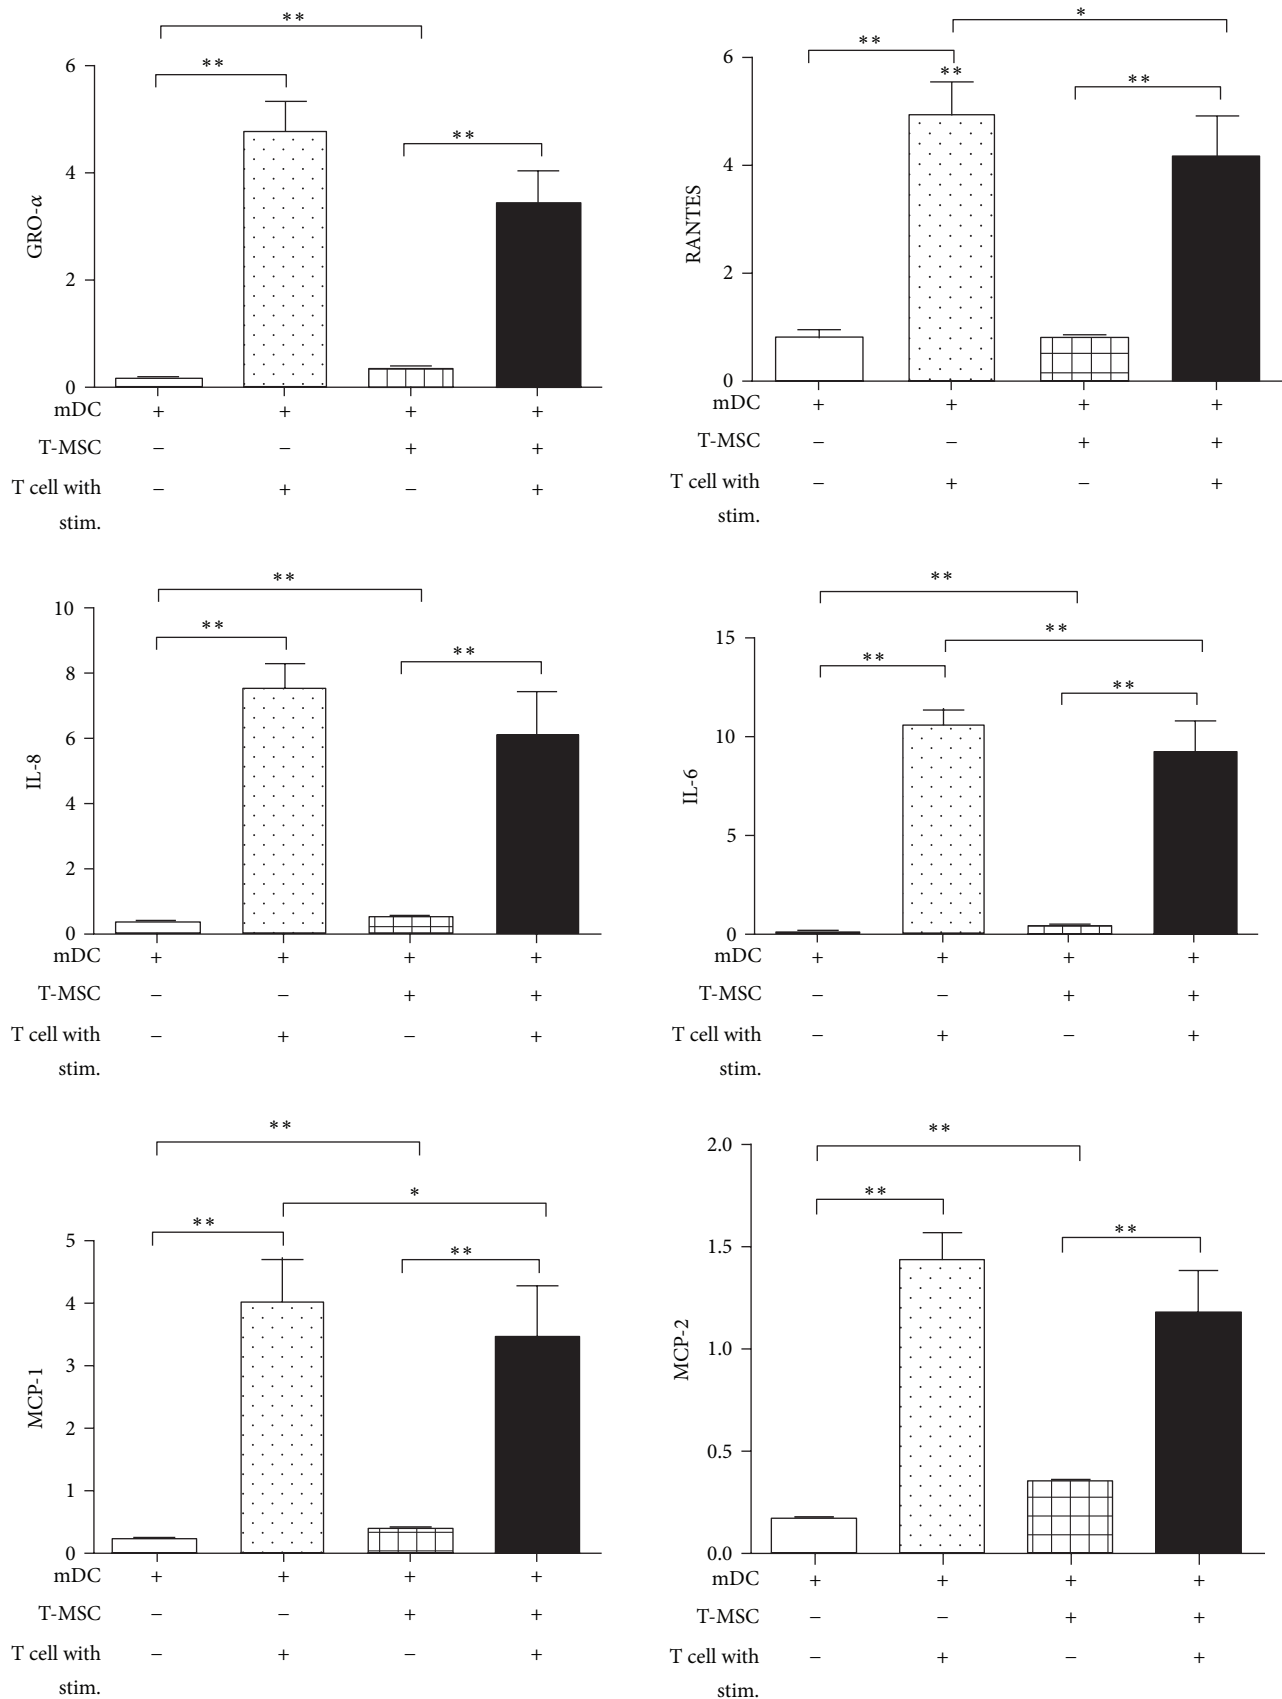 **
**
**
6
4
2
0
GRO-α
mDC + + + +
T-MSC – – + +
T cell with – + – +
stim.
*
**
**
**
6
4
2
0
RANTES
mDC + + + +
T-MSC – – + +
T cell with – + – +
stim.
**
**
**
10
8
6
4
2
0
IL-8
mDC + + + +
T-MSC – – + +
T cell with – + – +
stim.
**
**
**
**
15
10
5
0
IL-6
mDC + + + +
T-MSC – – + +
T cell with – + – +
stim.
**
*
**
**
5
4
3
2
1
0
MCP-1
mDC + + + +
T-MSC – – + +
T cell with – + – +
stim.
**
**
**
2.0
1.5
1.0
0.5
0.0
MCP-2
mDC + + + +
T-MSC – – + +
T cell with – + – +
stim.